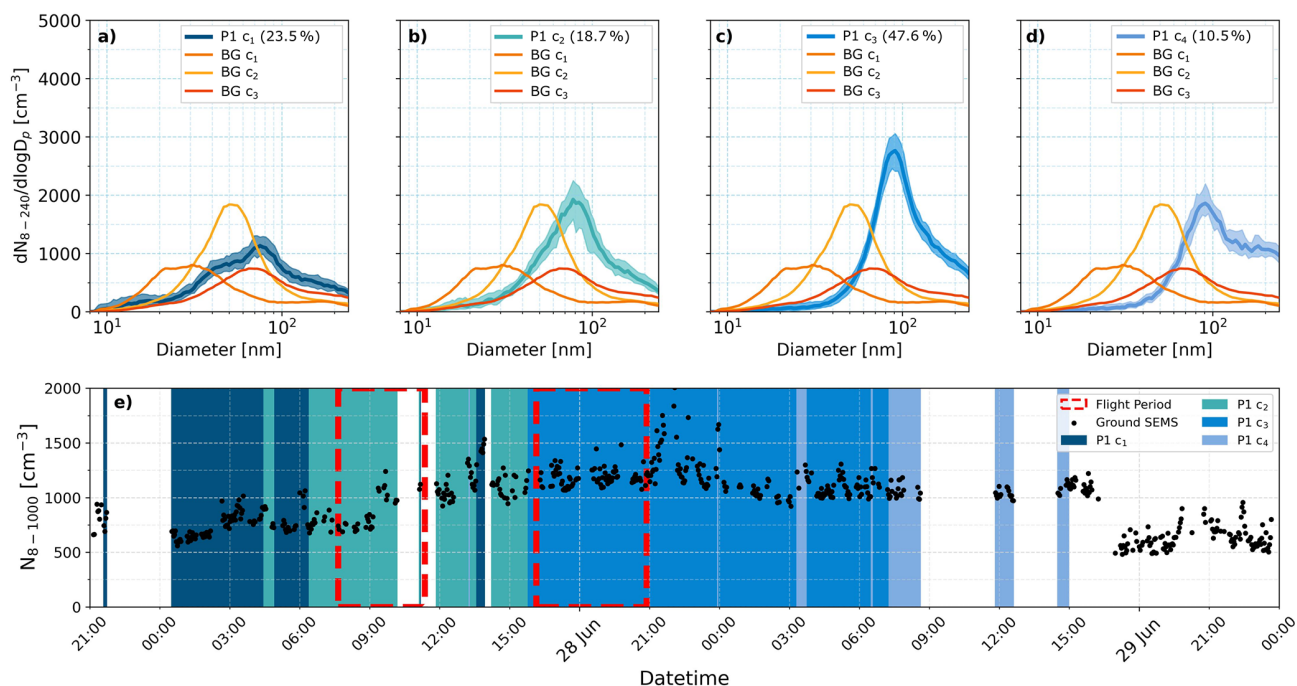 5000
4000
3000
2000
1000
0
dN₈₋₂₄₀/dlogDₚ [cm⁻³]
a)
P1 c₁ (23.5 %)
BG c₁
BG c₂
BG c₃
10¹
10²
Diameter [nm]
b)
P1 c₂ (18.7 %)
BG c₁
BG c₂
BG c₃
10¹
10²
Diameter [nm]
c)
P1 c₃ (47.6 %)
BG c₁
BG c₂
BG c₃
10¹
10²
Diameter [nm]
d)
P1 c₄ (10.5 %)
BG c₁
BG c₂
BG c₃
10¹
10²
Diameter [nm]
e)
2000
1500
1000
500
0
N₈₋₁₀₀₀ [cm⁻³]
Flight Period
Ground SEMS
P1 c₁
P1 c₂
P1 c₃
P1 c₄
21:00
00:00
03:00
06:00
09:00
12:00
15:00
28 Jun
21:00
00:00
03:00
06:00
09:00
12:00
15:00
29 Jun
21:00
00:00
Datetime